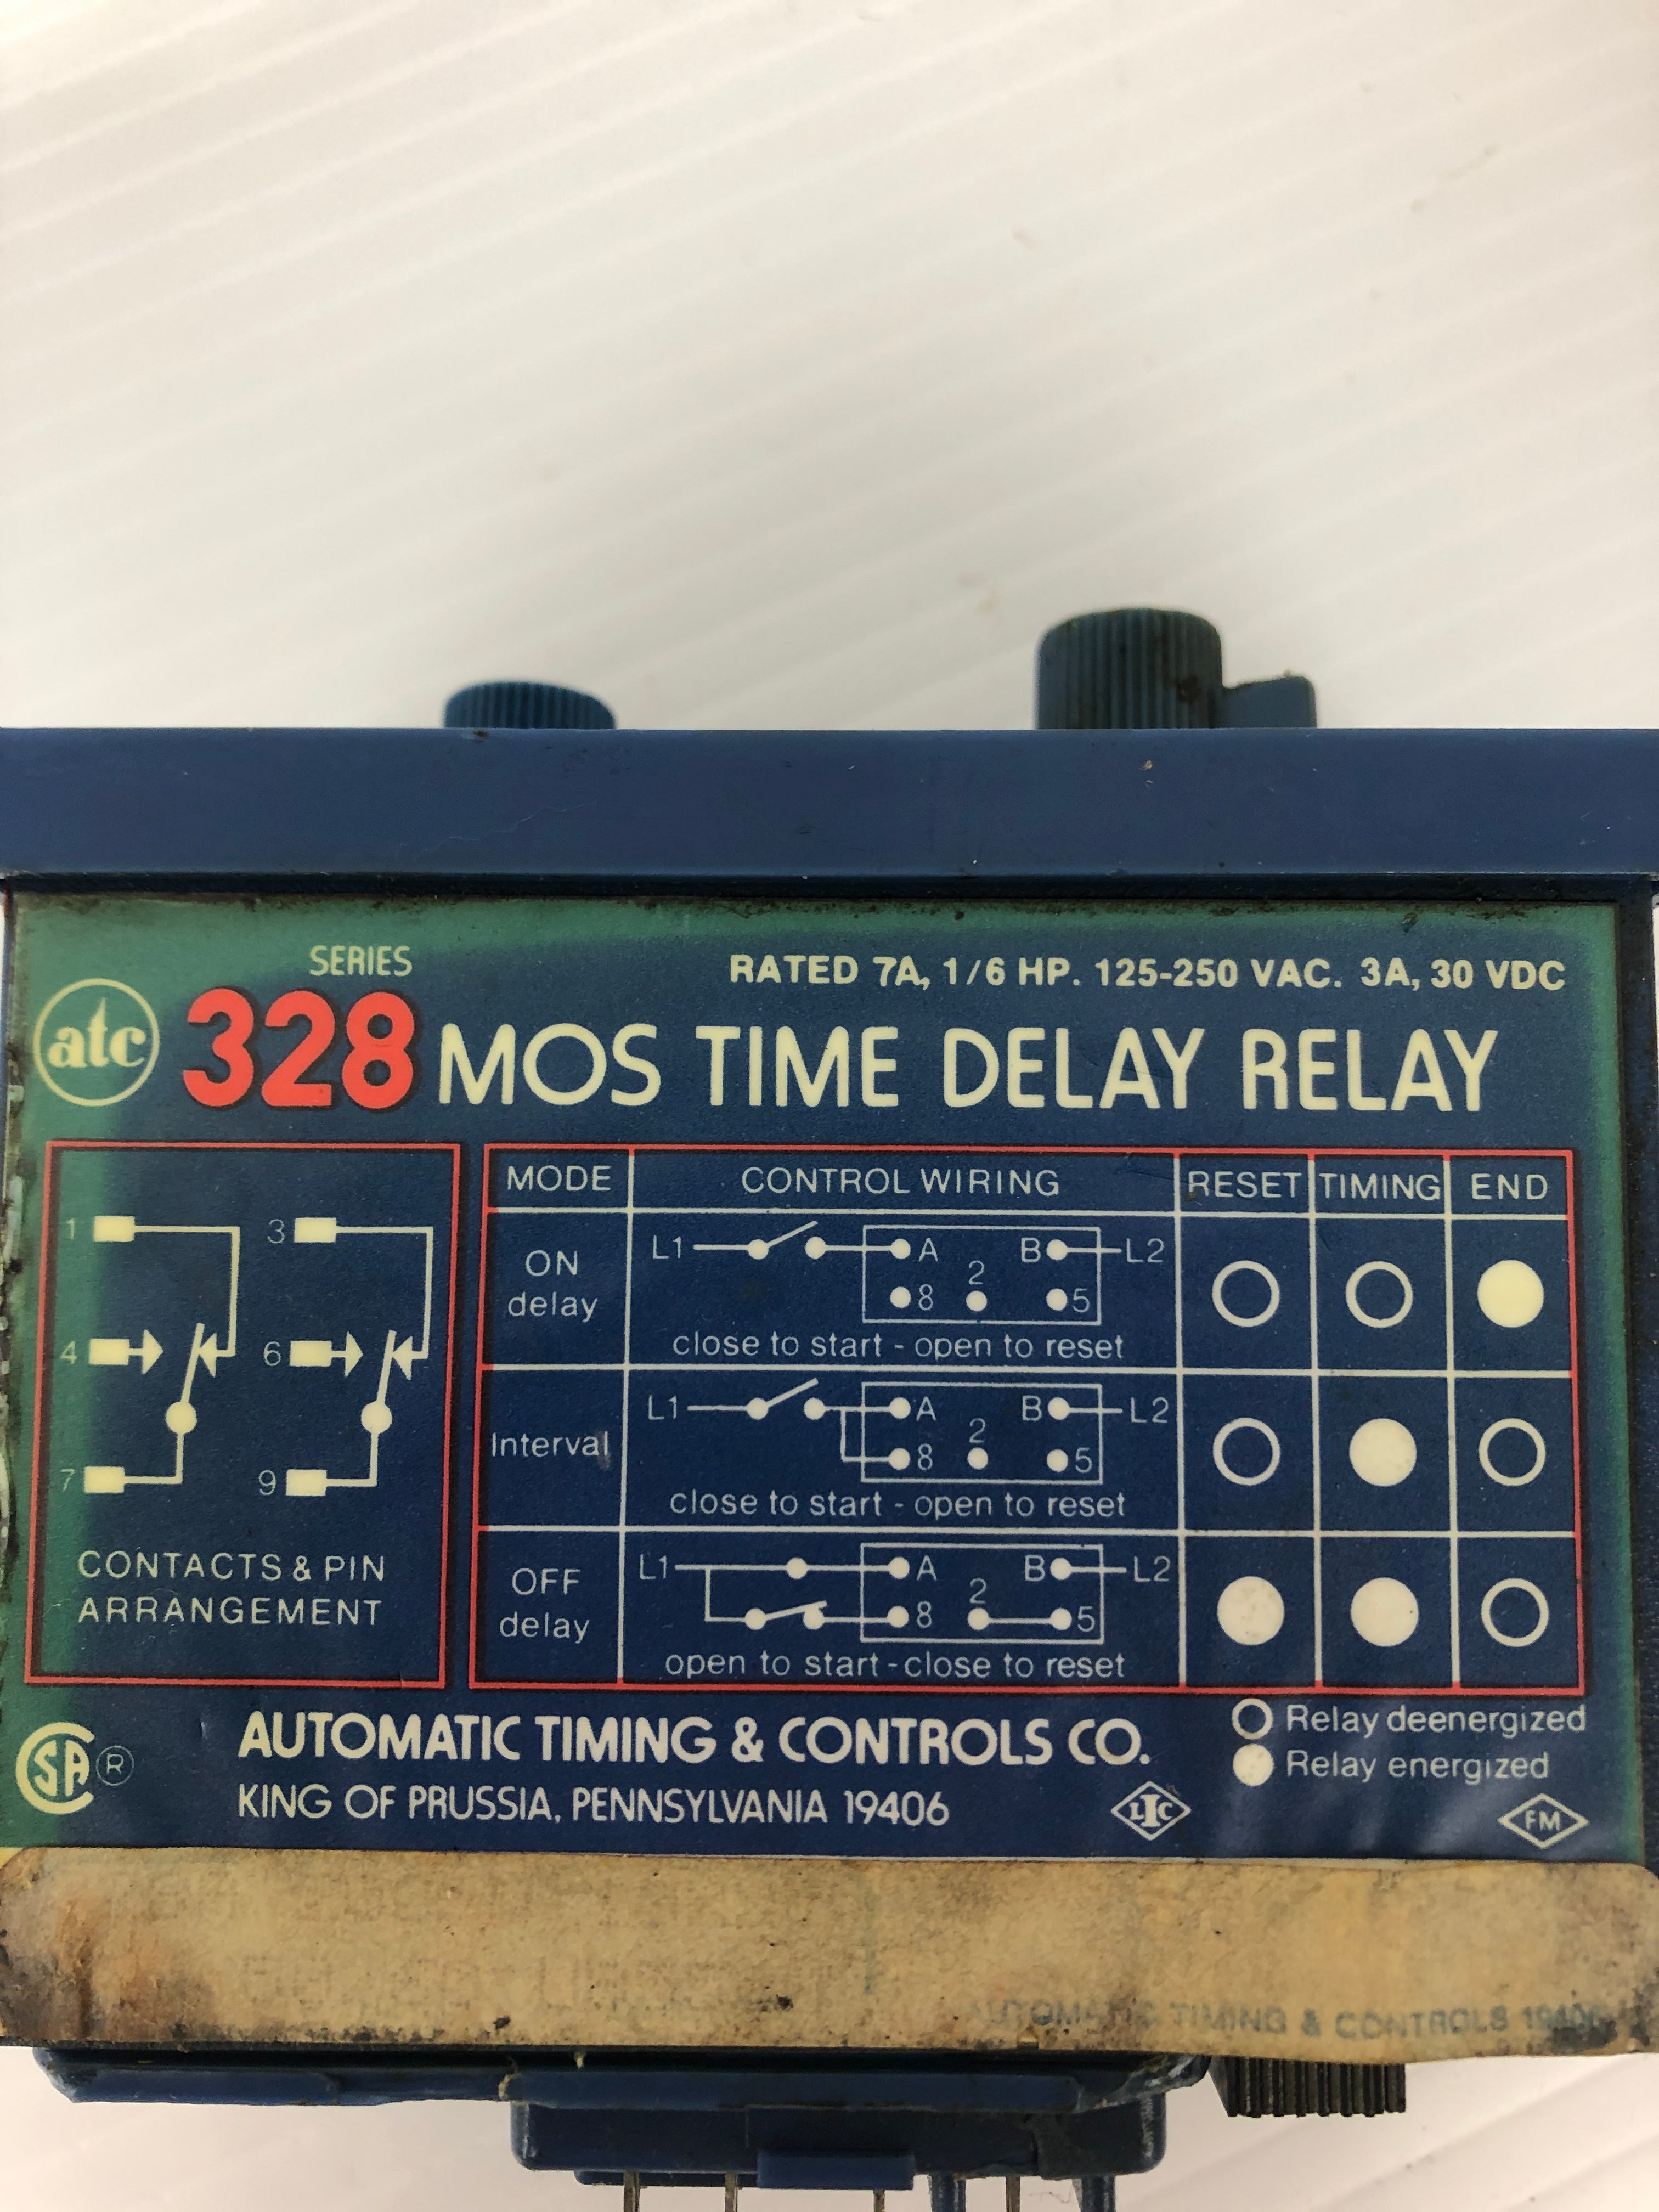 SERIES
atc 328 MOS TIME DELAY RELAY
RATED 7A, 1/6 HP. 125-250 VAC. 3A, 30 VDC
1 3
4 6
7 9
CONTACTS & PIN
ARRANGEMENT
MODE CONTROL WIRING RESET TIMING END
ON
delay
L1 A B L2
8 2 5
close to start - open to reset
Interval
L1 A B L2
8 2 5
close to start - open to reset
OFF
delay
L1 A B L2
8 2 5
open to start - close to reset
Relay deenergized
Relay energized
SA ®
AUTOMATIC TIMING & CONTROLS CO.
KING OF PRUSSIA, PENNSYLVANIA 19406
LIC
FM
AUTOMATIC TIMING & CONTROLS 19406